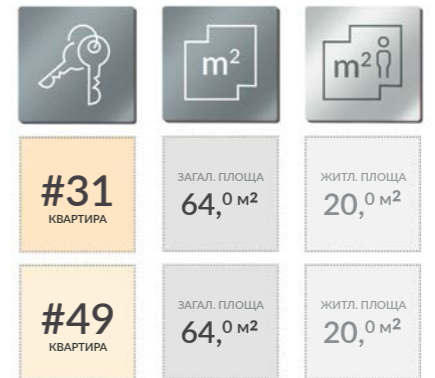 m²
m²
#31
КВАРТИРА
ЗАГАЛ. ПЛОЩА
64,0 м2
ЖИТЛ. ПЛОЩА
20,0 м2
#49
КВАРТИРА
ЗАГАЛ. ПЛОЩА
64,0 м2
ЖИТЛ. ПЛОЩА
20,0 м2